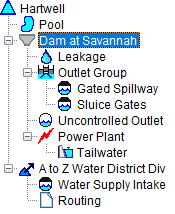 Hartwell
Pool
Dam at Savannah
Leakage
Outlet Group
Gated Spillway
Sluice Gates
Uncontrolled Outlet
Power Plant
Tailwater
A to Z Water District Div
Water Supply Intake
Routing